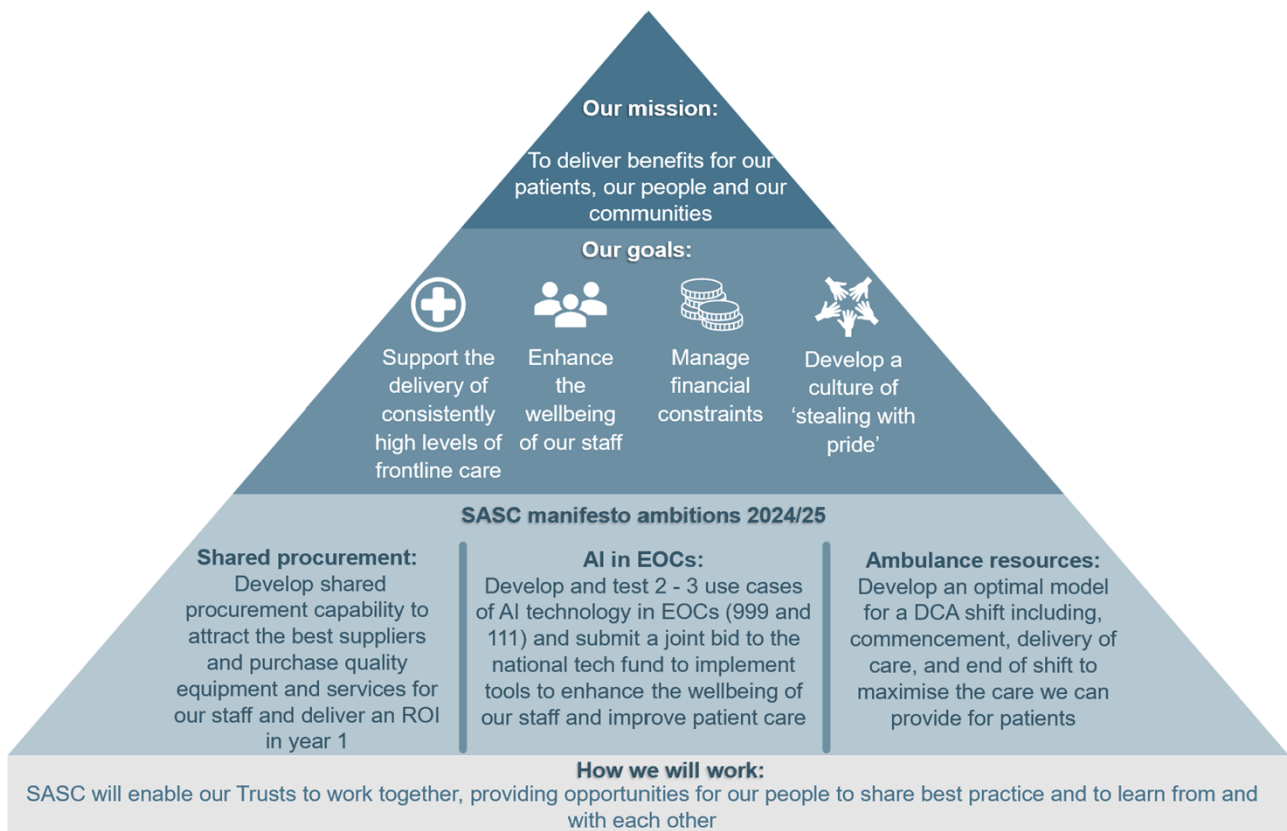 Our mission:
To deliver benefits for our
patients, our people and our
communities
Our goals:
Support the
delivery of
consistently
high levels of
frontline care
Enhance
the
wellbeing
of our staff
Manage
financial
constraints
Develop a
culture of
‘stealing with
pride’
SASC manifesto ambitions 2024/25
Shared procurement:
Develop shared
procurement capability to
attract the best suppliers
and purchase quality
equipment and services for
our staff and deliver an ROI
in year 1
AI in EOCs:
Develop and test 2 - 3 use cases
of AI technology in EOCs (999 and
111) and submit a joint bid to the
national tech fund to implement
tools to enhance the wellbeing of
our staff and improve patient care
Ambulance resources:
Develop an optimal model
for a DCA shift including,
commencement, delivery of
care, and end of shift to
maximise the care we can
provide for patients
How we will work:
SASC will enable our Trusts to work together, providing opportunities for our people to share best practice and to learn from and
with each other